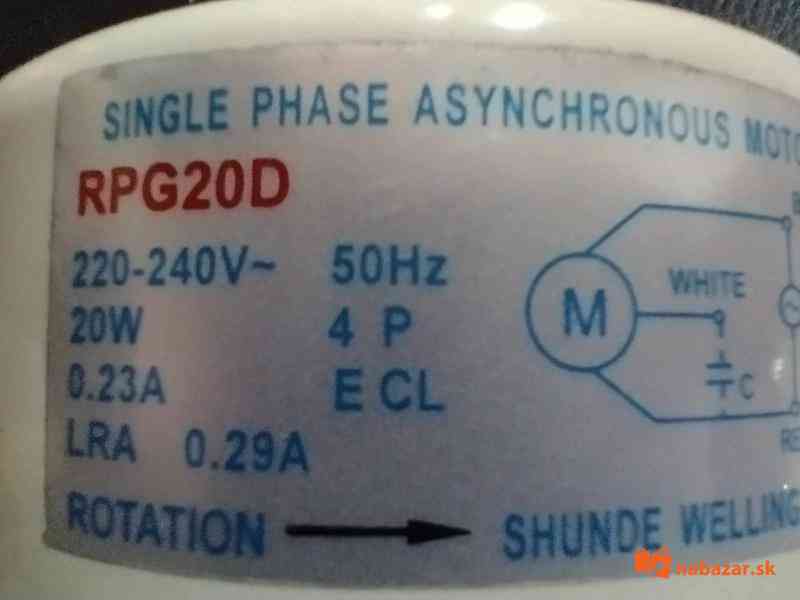 SINGLE PHASE ASYNCHRONOUS
RPG20D
220-240V~ 50Hz
20W 4 P
0.23A E CL
LRA 0.29A
ROTATION SHUNDE WELLING
M
WHITE
C
nabazar.sk